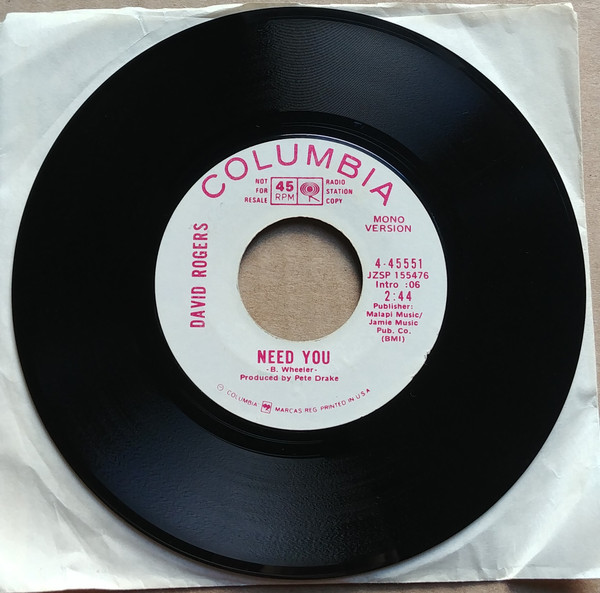 COLUMBIA
NOT
FOR
RESALE
45
RPM
RADIO
STATION
COPY
MONO
VERSION
DAVID ROGERS
4-45551
JZSP 155476
Intro :06
2:44
Publisher:
Malapi Music/
Jamie Music
Pub. Co.
(BMI)
NEED YOU
-B. Wheeler-
Produced by Pete Drake
Ⓟ COLUMBIA MARCAS REG. PRINTED IN U.S.A.